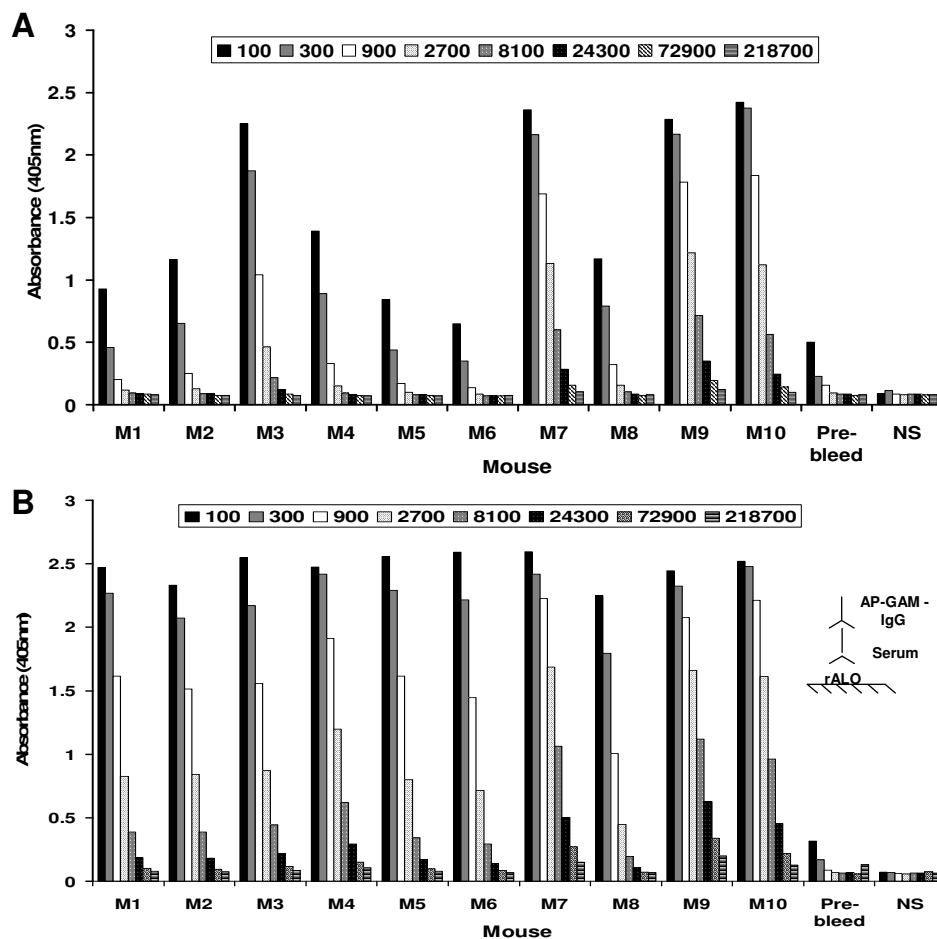 A
3
100 300 900 2700 8100 24300 72900 218700
2.5
2
1.5
1
0.5
0
Absorbance (405nm)
M1 M2 M3 M4 M5 M6 M7 M8 M9 M10 Pre- NS
bleed
Mouse
B
3
100 300 900 2700 8100 24300 72900 218700
2.5
2
1.5
1
0.5
0
Absorbance (405nm)
AP-GAM -
IgG
Serum
rALO
M1 M2 M3 M4 M5 M6 M7 M8 M9 M10 Pre- NS
bleed
Mouse